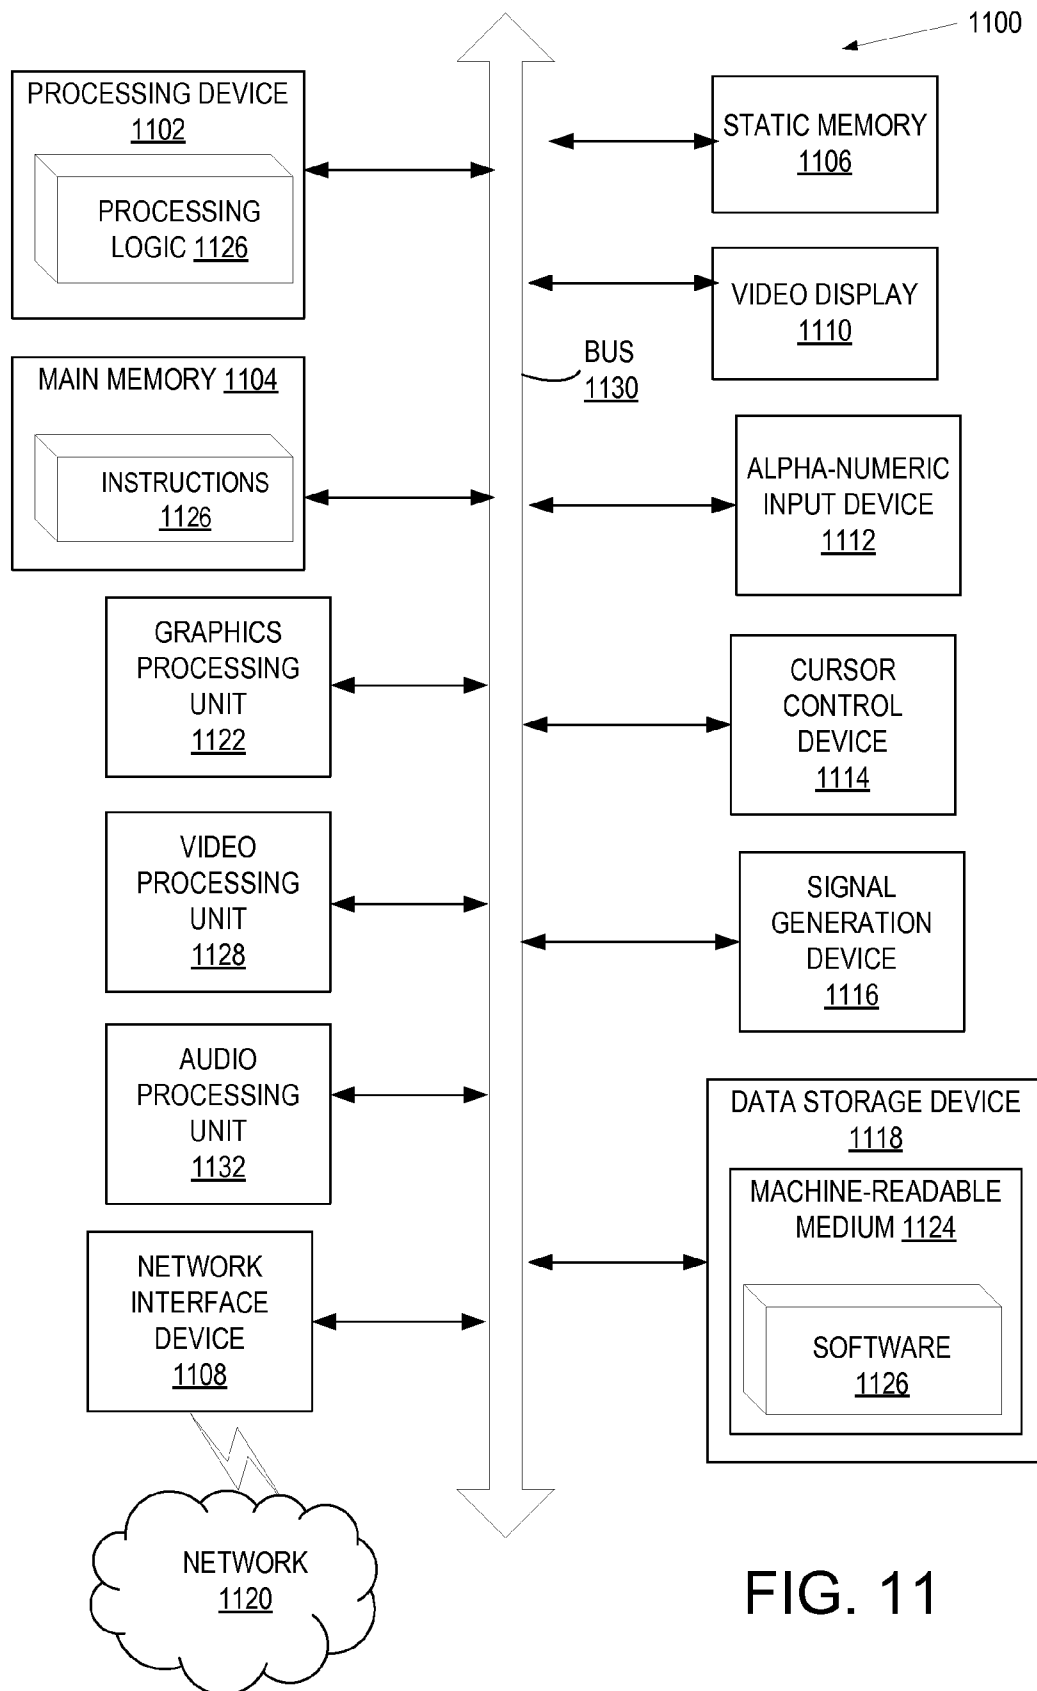 1100
PROCESSING DEVICE
1102
PROCESSING
LOGIC 1126
MAIN MEMORY 1104
INSTRUCTIONS
1126
GRAPHICS
PROCESSING
UNIT
1122
VIDEO
PROCESSING
UNIT
1128
AUDIO
PROCESSING
UNIT
1132
NETWORK
INTERFACE
DEVICE
1108
NETWORK
1120
BUS
1130
STATIC MEMORY
1106
VIDEO DISPLAY
1110
ALPHA-NUMERIC
INPUT DEVICE
1112
CURSOR
CONTROL
DEVICE
1114
SIGNAL
GENERATION
DEVICE
1116
DATA STORAGE DEVICE
1118
MACHINE-READABLE
MEDIUM 1124
SOFTWARE
1126
FIG. 11